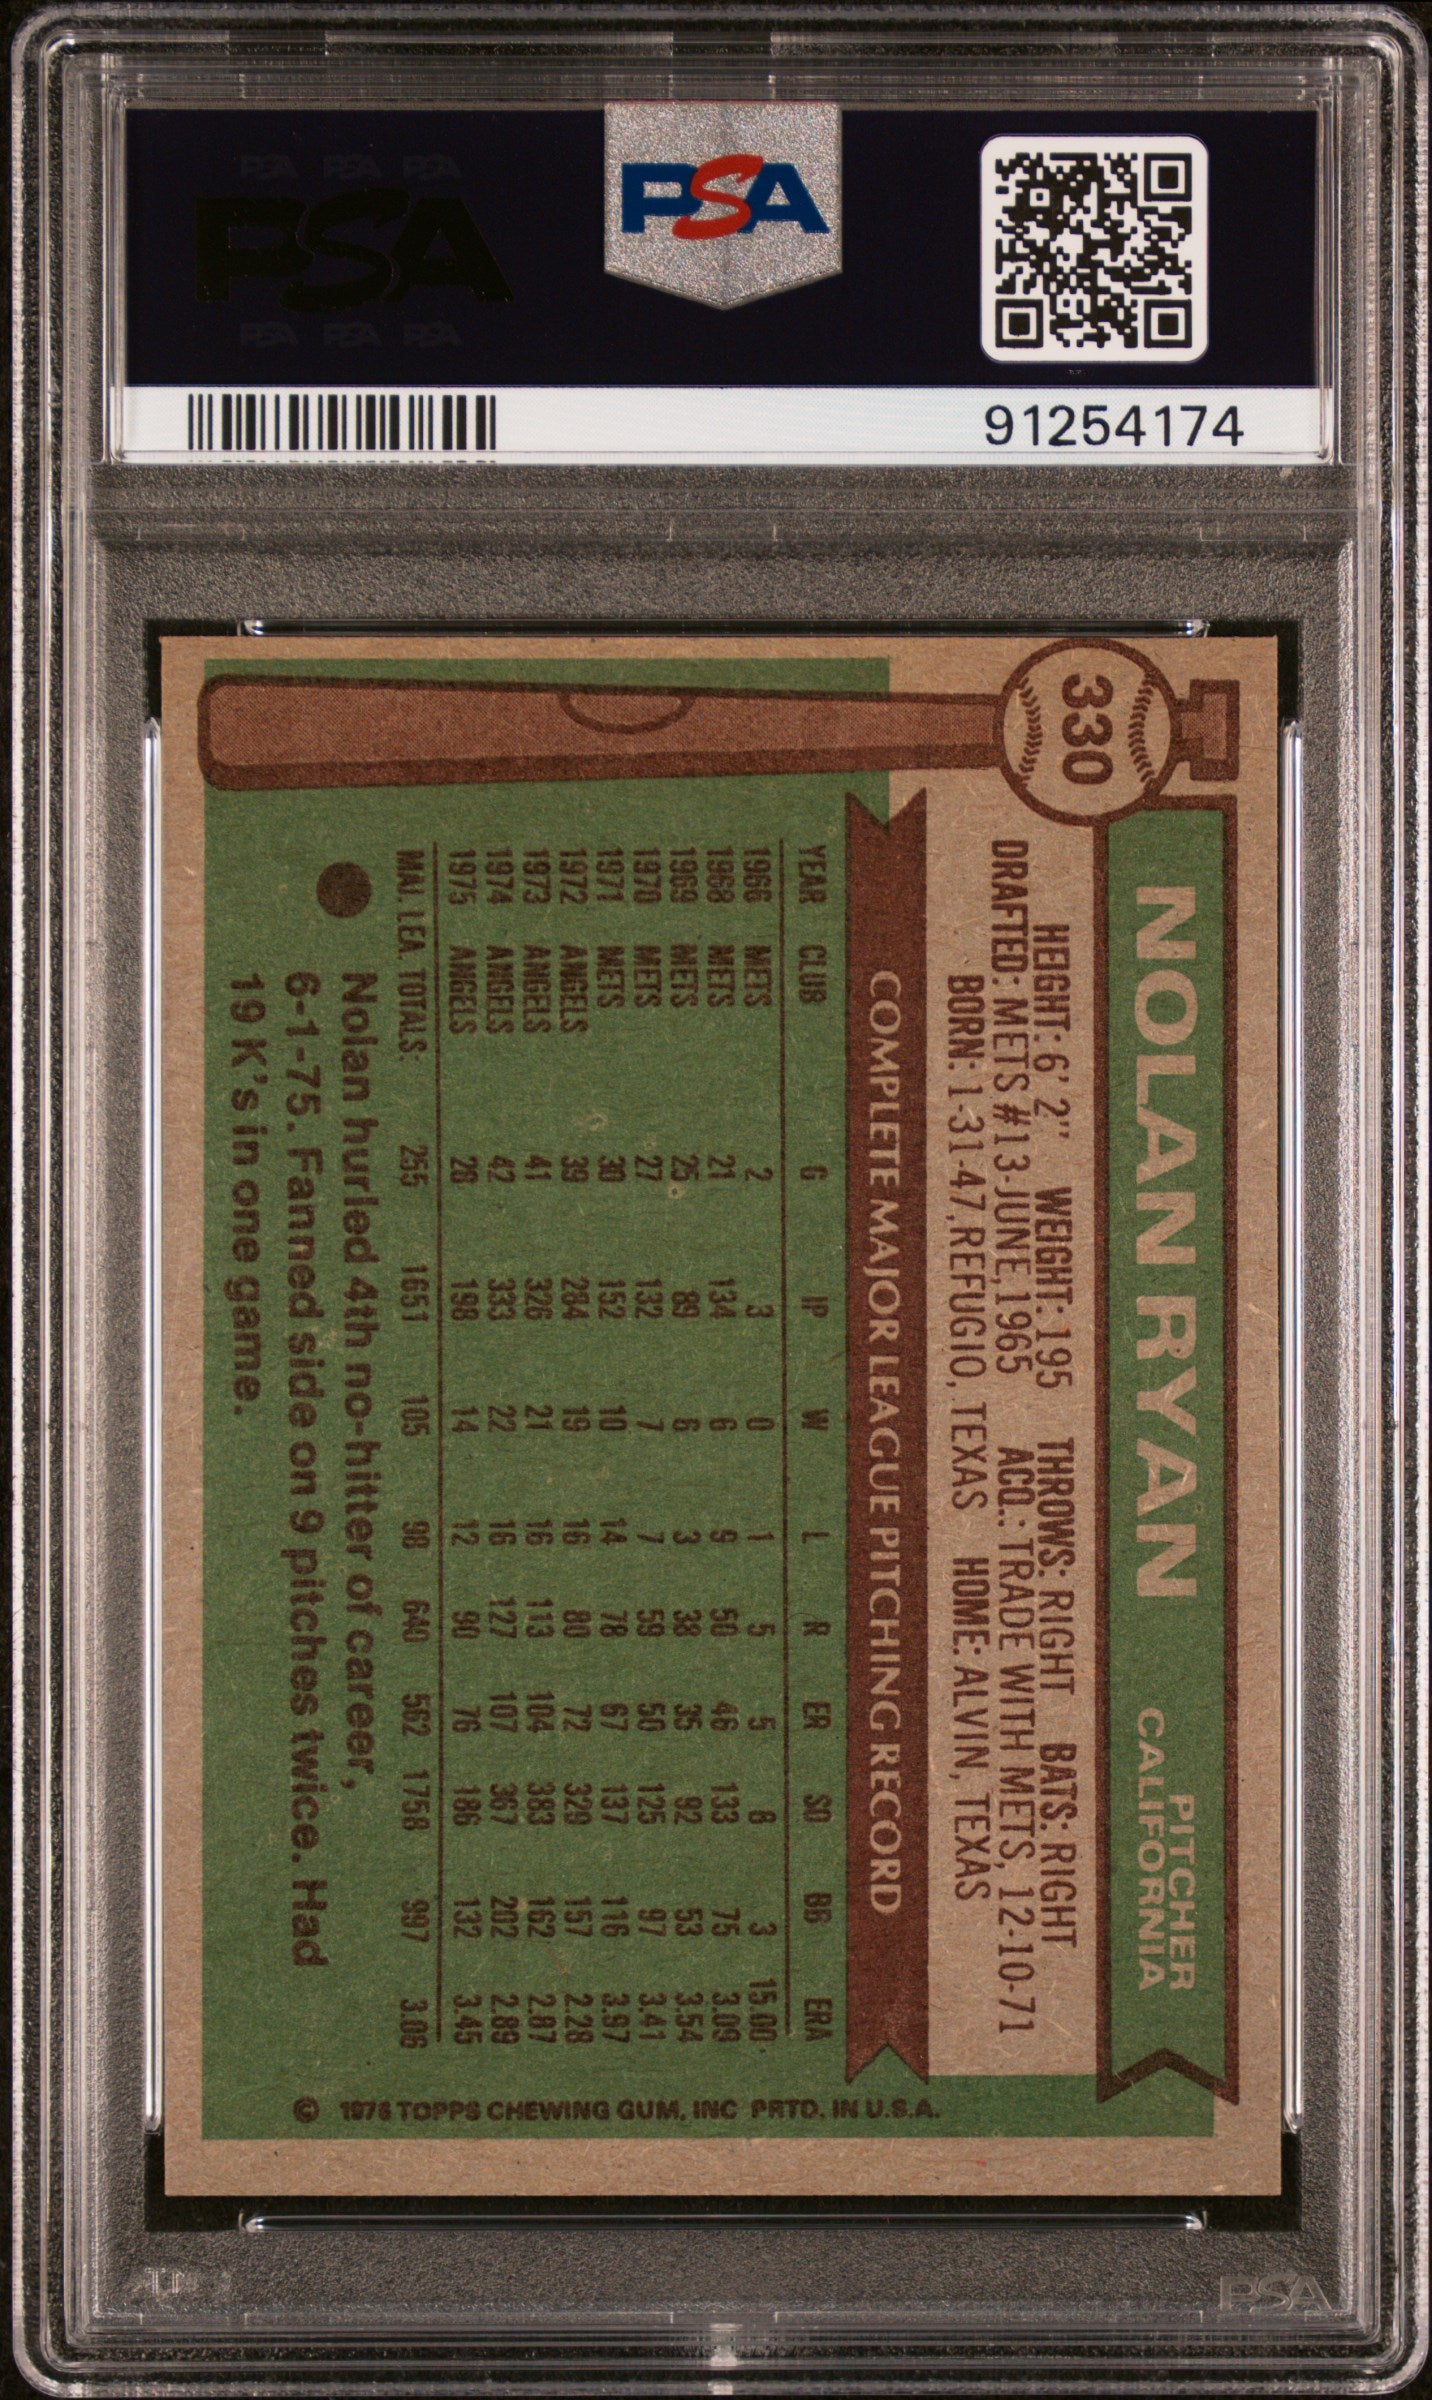 PSA PSA PSA
PSA
PSA PSA PSA
PSA
91254174
330
NOLAN RYAN
PITCHER
CALIFORNIA
HEIGHT: 6' 2" WEIGHT: 195 THROWS: RIGHT BATS: RIGHT
DRAFTED: METS #13-JUNE, 1965 ACQ.: TRADE WITH METS, 12-10-71
BORN: 1-31-47, REFUGIO, TEXAS HOME: ALVIN, TEXAS
COMPLETE MAJOR LEAGUE PITCHING RECORD
YEAR CLUB G IP W L R ER SO BB ERA
1966 METS 2 3 0 1 5 5 8 3 15.00
1968 METS 21 134 6 9 50 46 133 75 3.09
1969 METS 25 89 6 3 38 35 92 53 3.54
1970 METS 27 132 7 7 59 50 125 97 3.41
1971 METS 30 152 10 14 78 67 137 116 3.97
1972 ANGELS 39 284 19 16 80 72 329 157 2.28
1973 ANGELS 41 326 21 16 113 104 383 162 2.87
1974 ANGELS 42 333 22 16 127 107 367 202 2.89
1975 ANGELS 28 198 14 12 90 76 186 132 3.45
MAJ. LEA. TOTALS: 255 1651 105 98 640 562 1758 997 3.06
Nolan hurled 4th no-hitter of career,
6-1-75. Fanned side on 9 pitches twice. Had
19 K's in one game.
© 1976 TOPPS CHEWING GUM, INC PRTD. IN U.S.A.
PSA